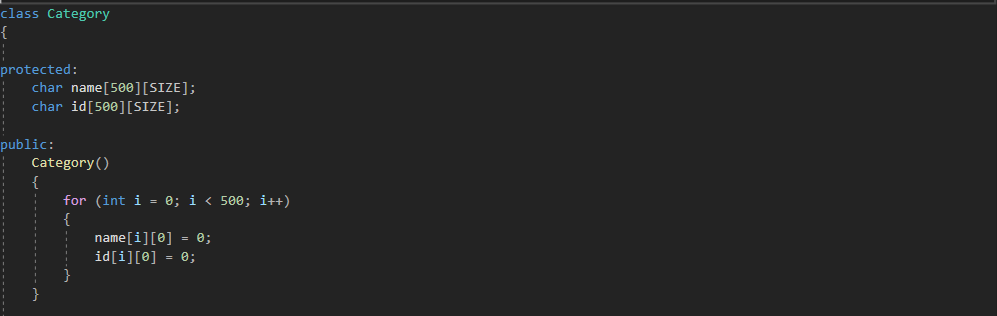 class Category
{
protected:
    char name[500][SIZE];
    char id[500][SIZE];
public:
    Category()
    {
        for (int i = 0; i < 500; i++)
        {
            name[i][0] = 0;
            id[i][0] = 0;
        }
    }